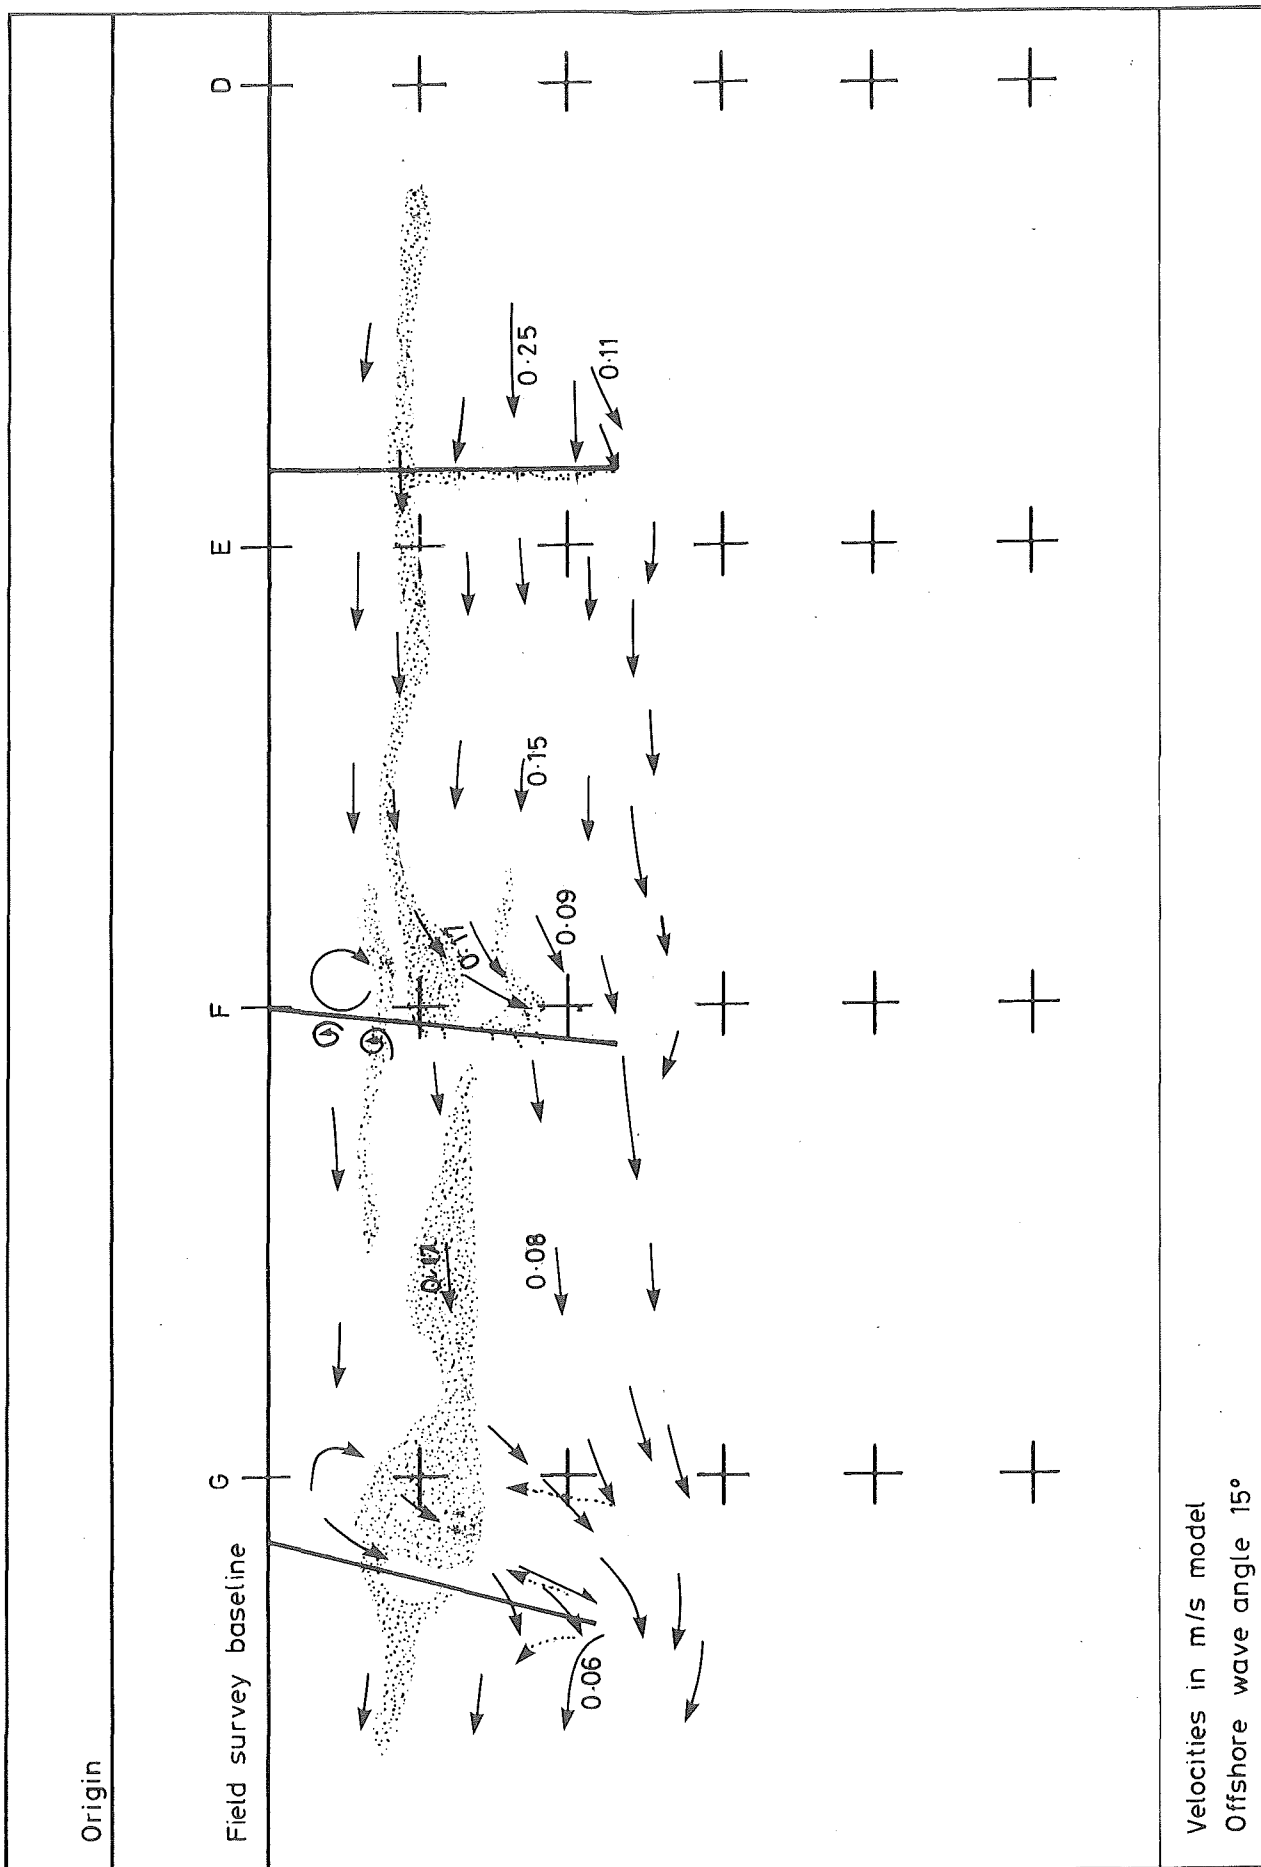 Origin
Field survey baseline
G
F
E
D
0·06
0·17
0·08
0·17
0·09
0·15
0·25
0·11
Velocities in m/s model
Offshore wave angle 15°